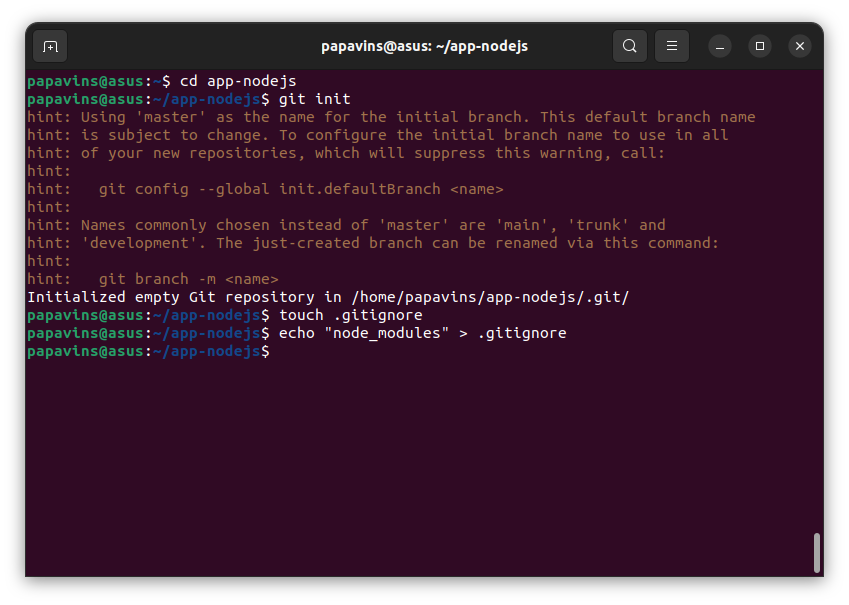 papavins@asus: ~/app-nodejs
papavins@asus:~$ cd app-nodejs
papavins@asus:~/app-nodejs$ git init
hint: Using 'master' as the name for the initial branch. This default branch name
hint: is subject to change. To configure the initial branch name to use in all
hint: of your new repositories, which will suppress this warning, call:
hint:
hint:   git config --global init.defaultBranch <name>
hint:
hint: Names commonly chosen instead of 'master' are 'main', 'trunk' and
hint: 'development'. The just-created branch can be renamed via this command:
hint:
hint:   git branch -m <name>
Initialized empty Git repository in /home/papavins/app-nodejs/.git/
papavins@asus:~/app-nodejs$ touch .gitignore
papavins@asus:~/app-nodejs$ echo "node_modules" > .gitignore
papavins@asus:~/app-nodejs$